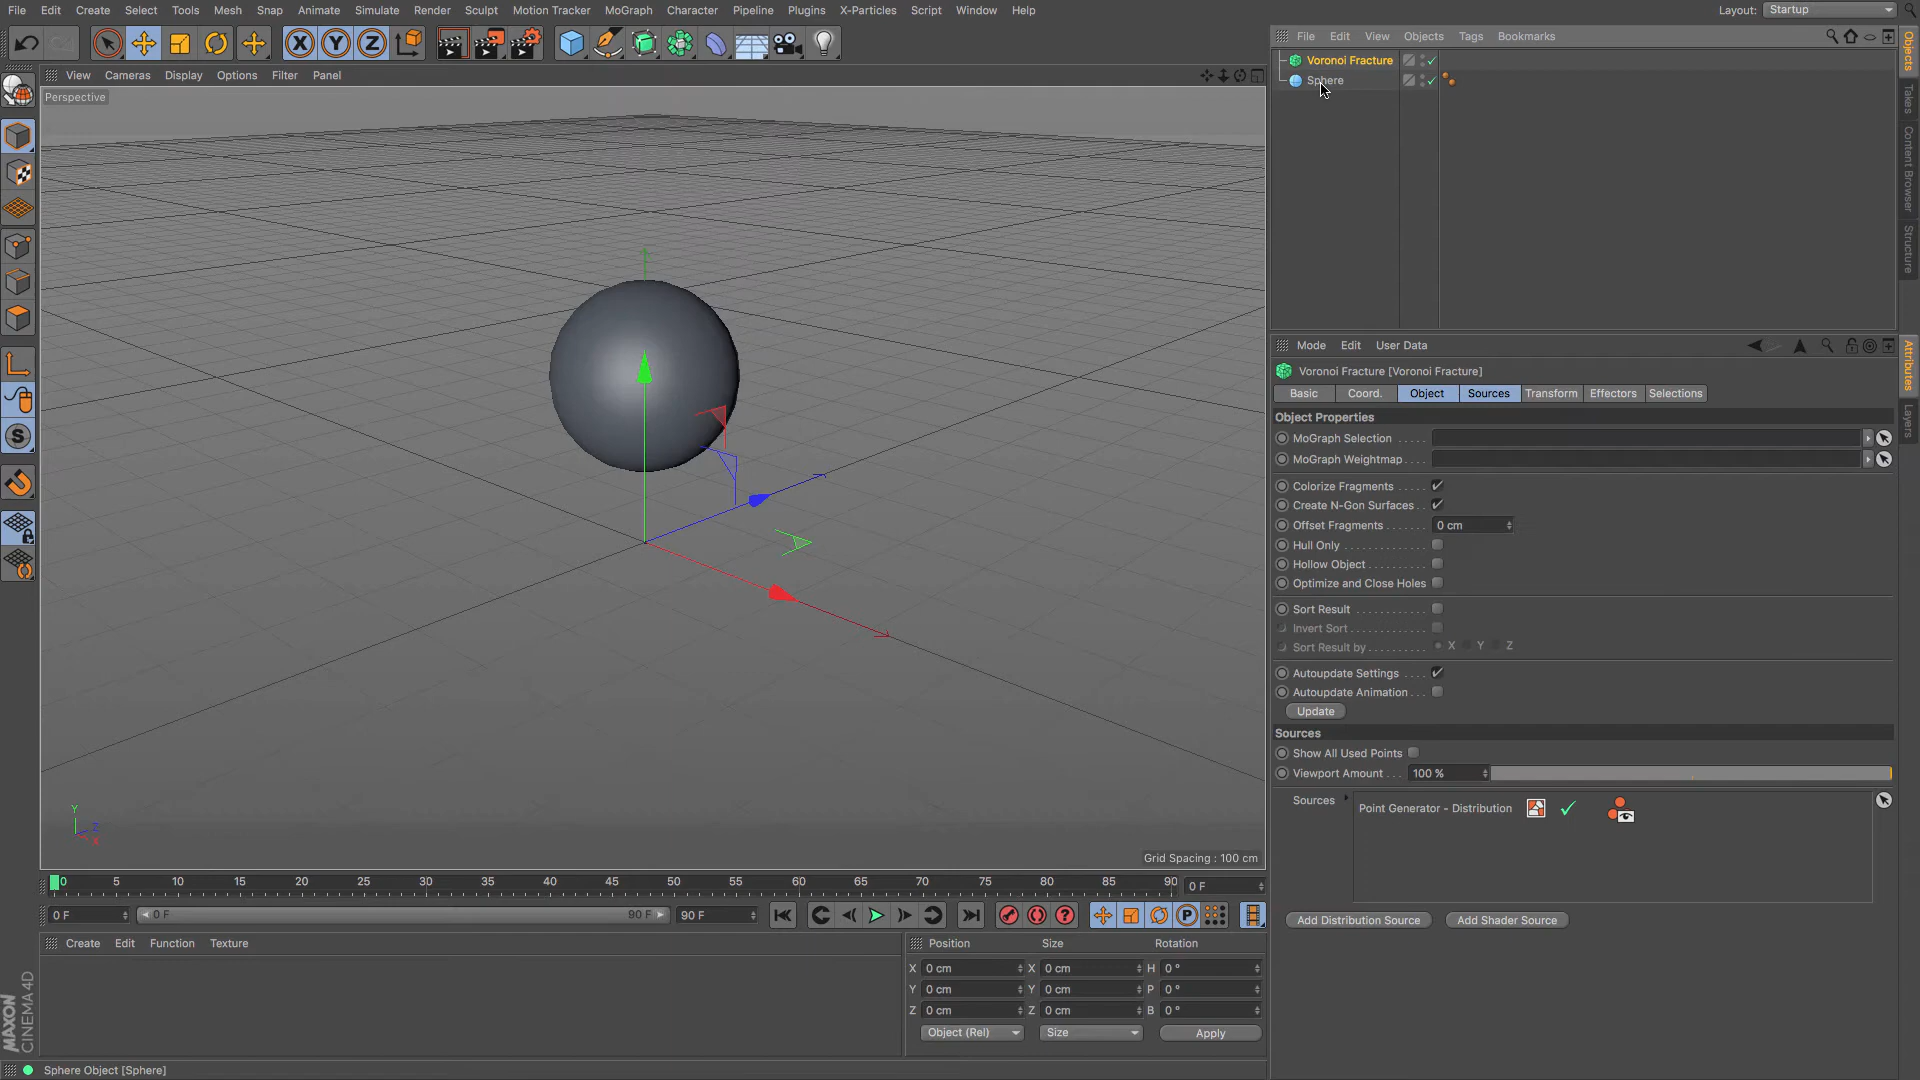 File Edit Create Select Tools Mesh Snap Animate Simulate Render Sculpt Motion Tracker MoGraph Character Pipeline Plugins X-Particles Script Window Help
Layout: Startup
View Cameras Display Options Filter Panel
Perspective
Grid Spacing : 100 cm
0 5 10 15 20 25 30 35 40 45 50 55 60 65 70 75 80 85 90
0 F
0 F
0 F
90 F
90 F
Create Edit Function Texture
Position Size Rotation
X 0 cm X 0 cm H 0 °
Y 0 cm Y 0 cm P 0 °
Z 0 cm Z 0 cm B 0 °
Object (Rel) Size Apply
MAXON
CINEMA 4D
Sphere Object [Sphere]
File Edit View Objects Tags Bookmarks
Voronoi Fracture
Sphere
Objects
Takes
Content Browser
Structure
Mode Edit User Data
Voronoi Fracture [Voronoi Fracture]
Basic Coord. Object Sources Transform Effectors Selections
Object Properties
MoGraph Selection
MoGraph Weightmap
Colorize Fragments
Create N-Gon Surfaces
Offset Fragments 0 cm
Hull Only
Hollow Object
Optimize and Close Holes
Sort Result
Invert Sort
Sort Result by X Y Z
Autoupdate Settings
Autoupdate Animation
Update
Sources
Show All Used Points
Viewport Amount 100 %
Sources Point Generator - Distribution
Add Distribution Source Add Shader Source
Attributes
Layers